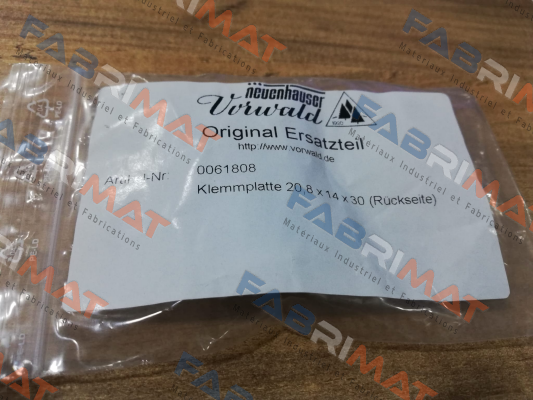 neuenhauser
Vorwald
Original Ersatzteil
http://www.vorwald.de
0061808
Klemmplatte 20,8 x 14 x 30 (Rückseite)
FABRIMAT
Materiaux Industriel et Fabrications